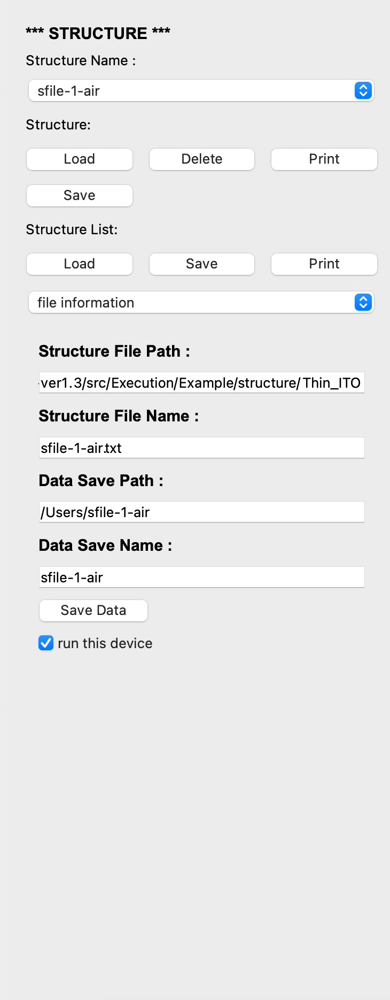 *** STRUCTURE ***
Structure Name :
sfile-1-air
Structure:
Load Delete Print
Save
Structure List:
Load Save Print
file information
Structure File Path :
-ver1.3/src/Execution/Example/structure/Thin_ITO
Structure File Name :
sfile-1-air.txt
Data Save Path :
/Users/sfile-1-air
Data Save Name :
sfile-1-air
Save Data
run this device